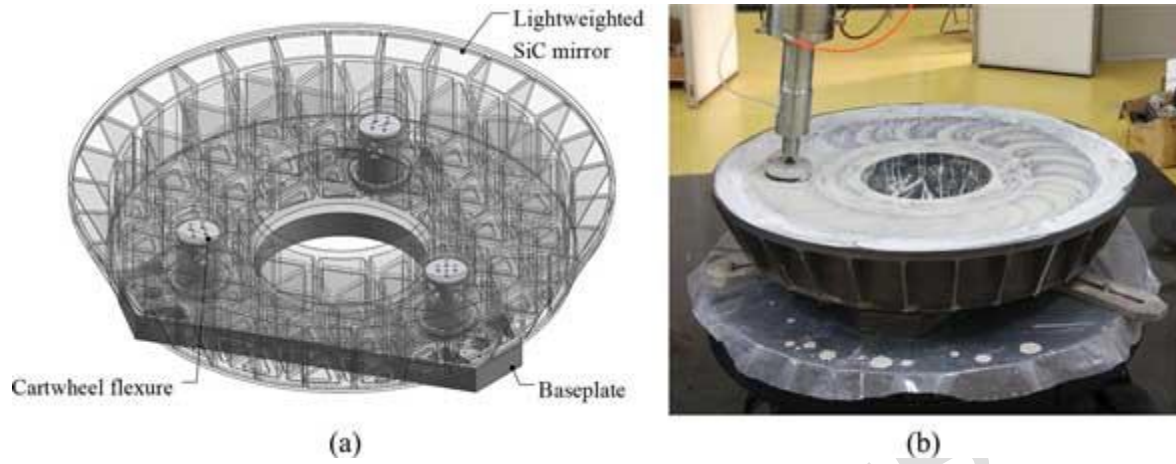 Lightweighted
SiC mirror
Cartwheel flexure
Baseplate
(a)
(b)